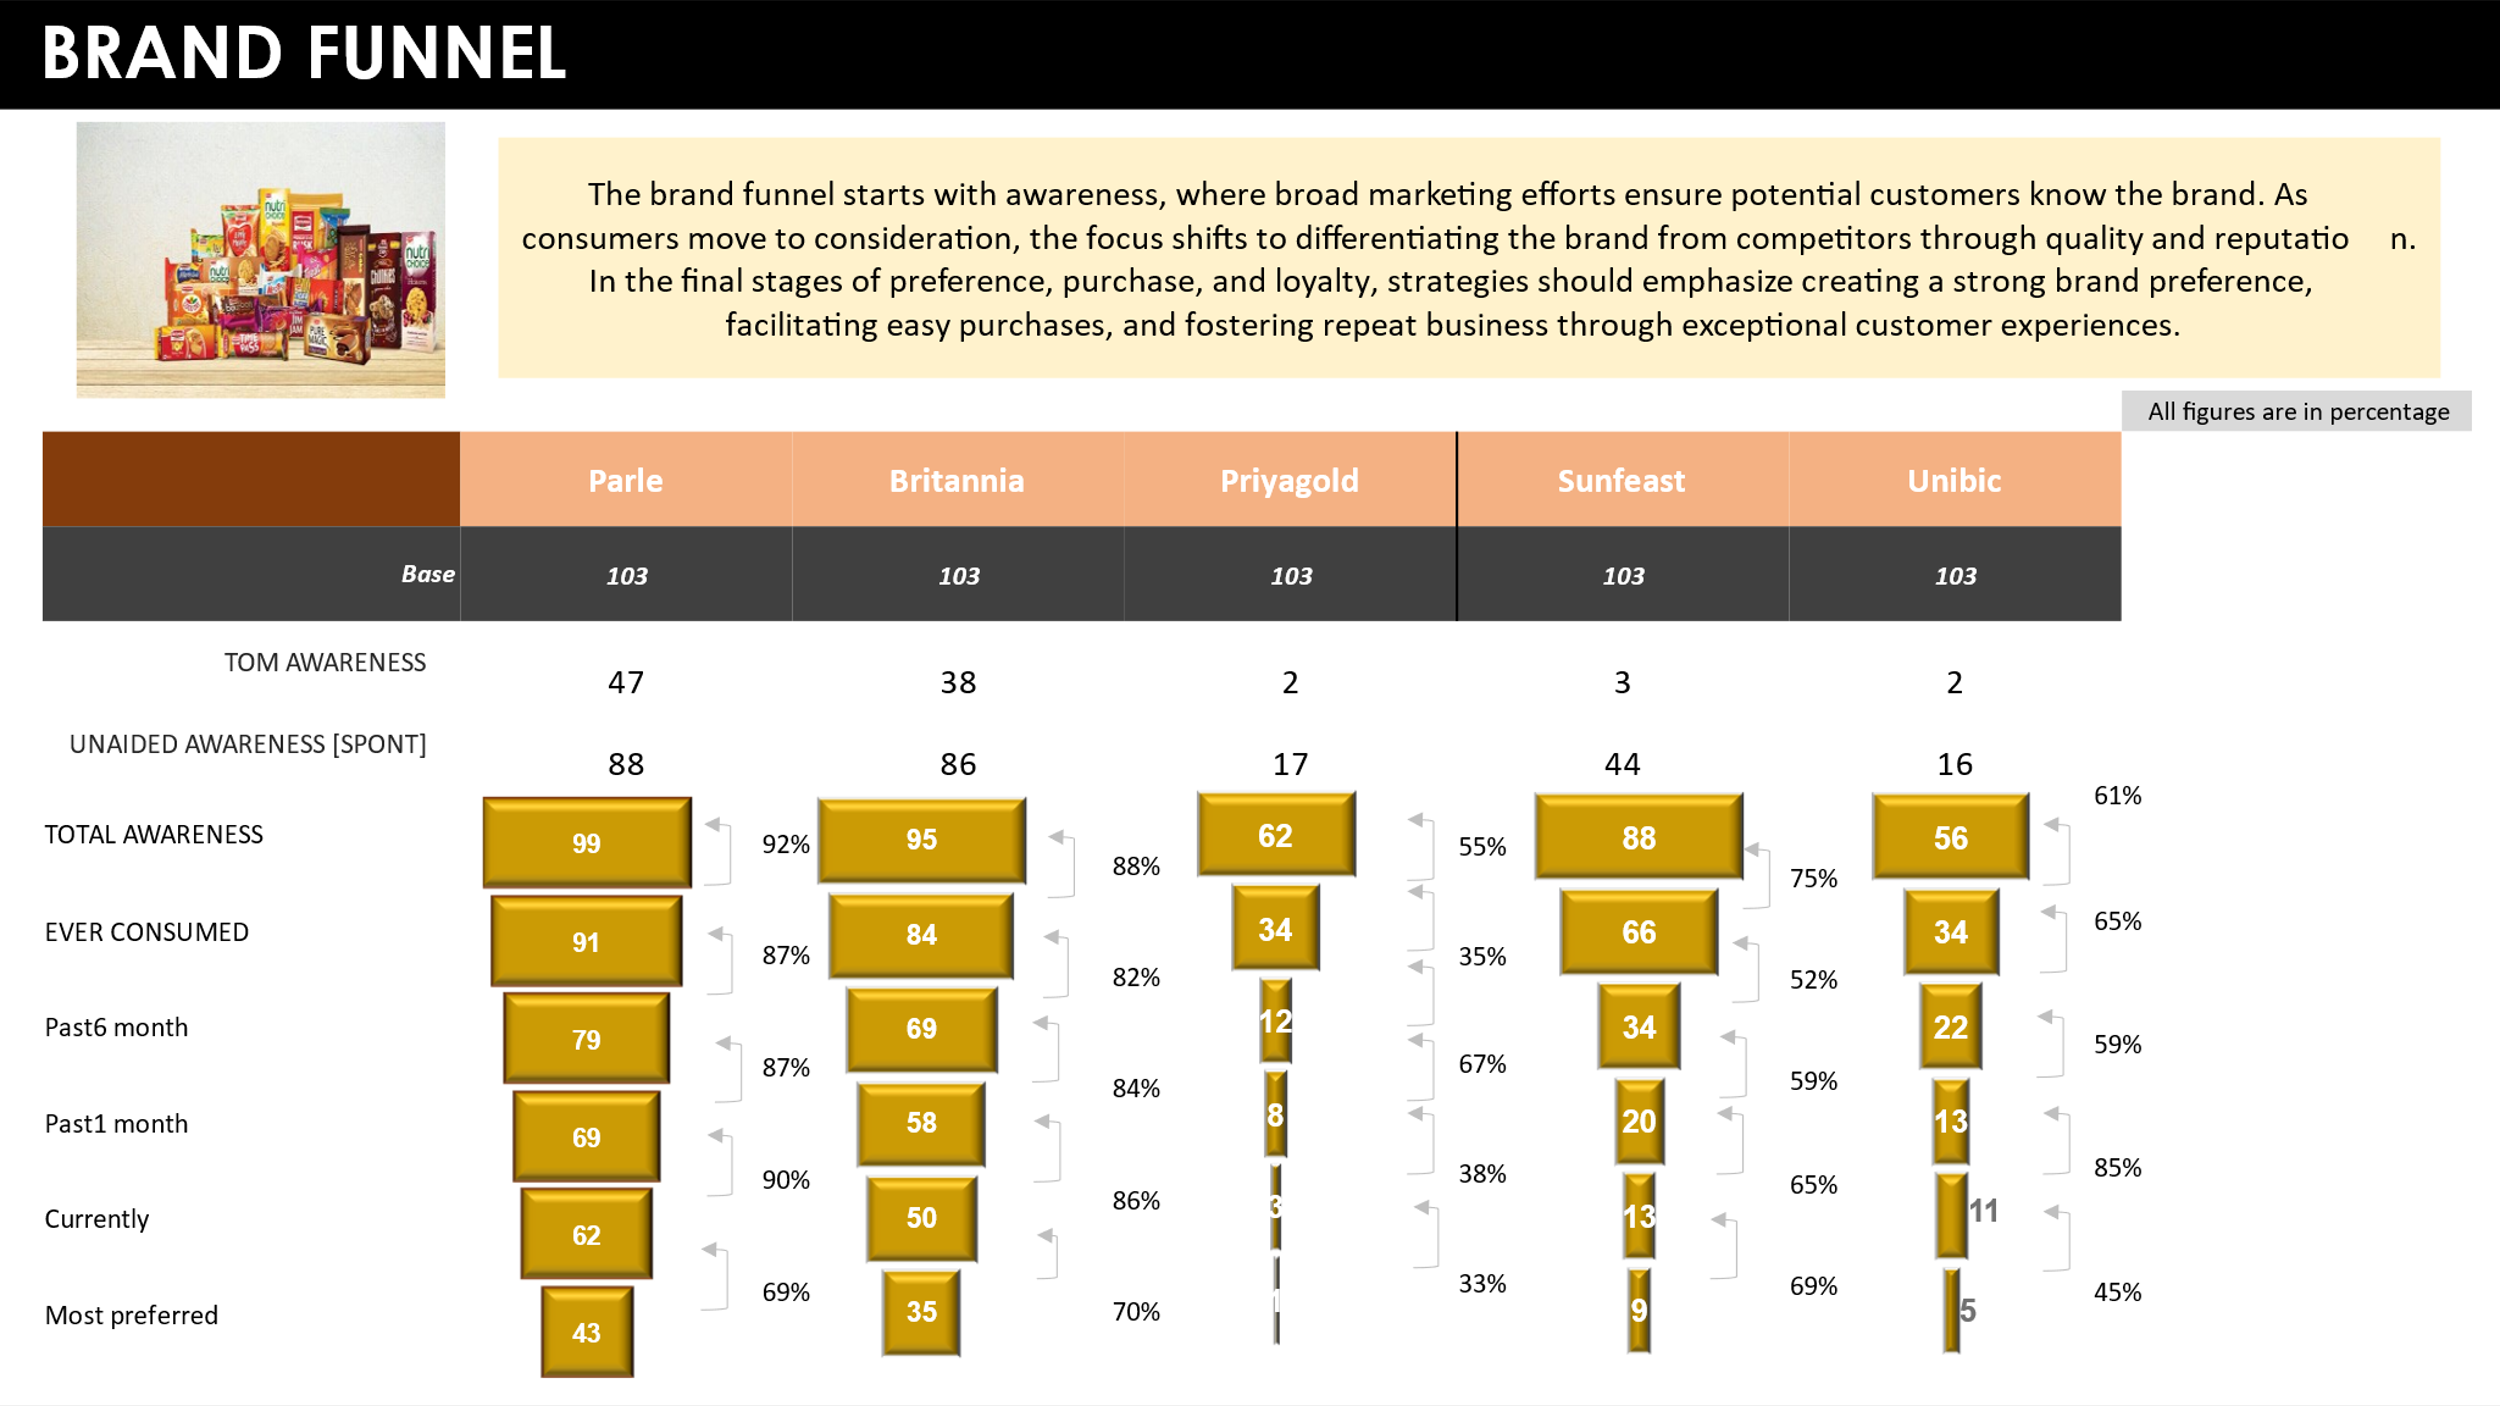 BRAND FUNNEL
The brand funnel starts with awareness, where broad marketing efforts ensure potential customers know the brand. As
consumers move to consideration, the focus shifts to differentiating the brand from competitors through quality and reputatio n.
In the final stages of preference, purchase, and loyalty, strategies should emphasize creating a strong brand preference,
facilitating easy purchases, and fostering repeat business through exceptional customer experiences.
All figures are in percentage
Parle Britannia Priyagold Sunfeast Unibic
Base 103 103 103 103 103
TOM AWARENESS 47 38 2 3 2
UNAIDED AWARENESS [SPONT] 88 86 17 44 16
TOTAL AWARENESS 99 92% 95 88% 62 55% 88 75% 56 61%
EVER CONSUMED 91 87% 84 82% 34 35% 66 52% 34 65%
Past6 month 79 87% 69 84% 12 67% 34 59% 22 59%
Past1 month 69 90% 58 86% 8 38% 20 65% 13 85%
Currently 62 69% 50 70% 3 33% 13 69% 11 45%
Most preferred 43 35 1 9 5